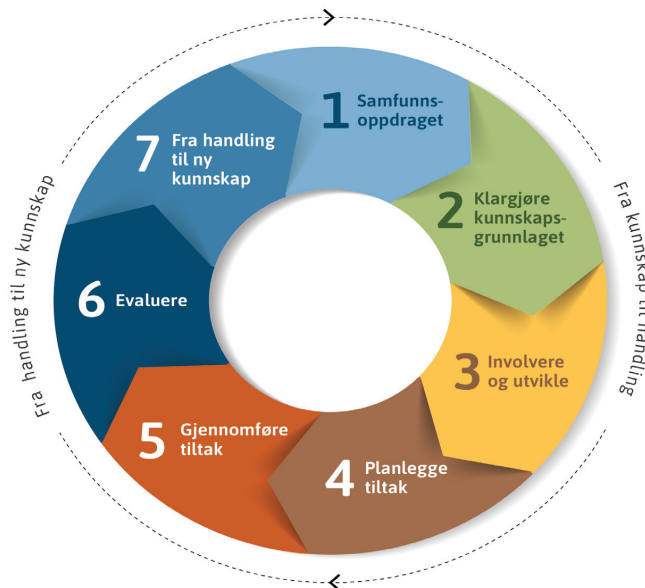 1 Samfunns-
oppdraget
2 Klargjøre
kunnskaps-
grunnlaget
3 Involvere
og utvikle
4 Planlegge
tiltak
5 Gjennomføre
tiltak
6 Evaluere
7 Fra handling
til ny
kunnskap
Fra kunnskap til handling
Fra handling til ny kunnskap